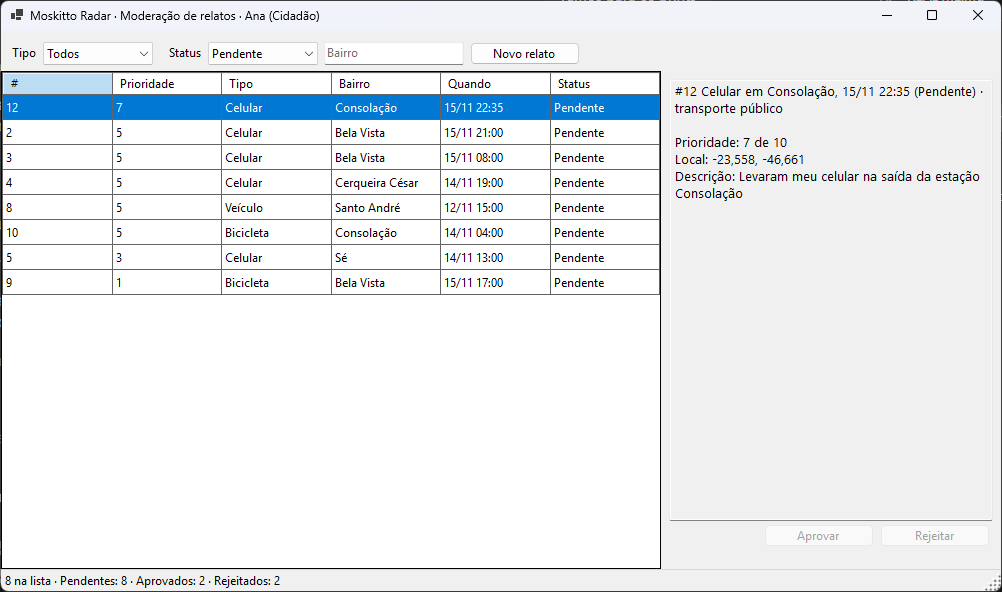 Moskitto Radar · Moderação de relatos · Ana (Cidadão)
Tipo Todos Status Pendente Bairro Novo relato
# Prioridade Tipo Bairro Quando Status
12 7 Celular Consolação 15/11 22:35 Pendente
2 5 Celular Bela Vista 15/11 21:00 Pendente
3 5 Celular Bela Vista 15/11 08:00 Pendente
4 5 Celular Cerqueira César 14/11 19:00 Pendente
8 5 Veículo Santo André 12/11 15:00 Pendente
10 5 Bicicleta Consolação 14/11 04:00 Pendente
5 3 Celular Sé 14/11 13:00 Pendente
9 1 Bicicleta Bela Vista 15/11 17:00 Pendente
#12 Celular em Consolação, 15/11 22:35 (Pendente) ·
transporte público
Prioridade: 7 de 10
Local: -23,558, -46,661
Descrição: Levaram meu celular na saída da estação
Consolação
Aprovar Rejeitar
8 na lista · Pendentes: 8 · Aprovados: 2 · Rejeitados: 2